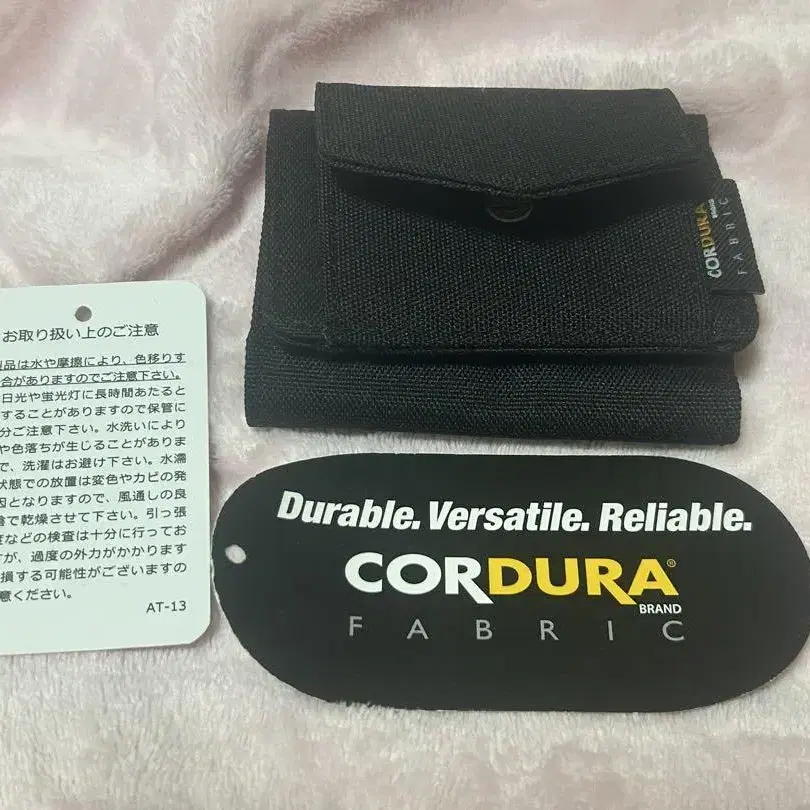 お取り扱い上のご注意
製品は水や摩擦により、色移りす
合がありますのでご注意下さい。
日光や蛍光灯に長時間あたると
することがありますので保管に
分ご注意下さい。水洗いにより
や色落ちが生じることがありま
で、洗濯はお避け下さい。水濡
状態での放置は変色やカビの発
因となりますので、風通しの良
で乾燥させて下さい。引っ張
などの検査は十分に行ってお
が、過度の外力がかかります
損する可能性がございますの
意ください。
AT-13
CORDURA
BRAND
FABRIC
Durable. Versatile. Reliable.
CORDURA®
BRAND
FABRIC